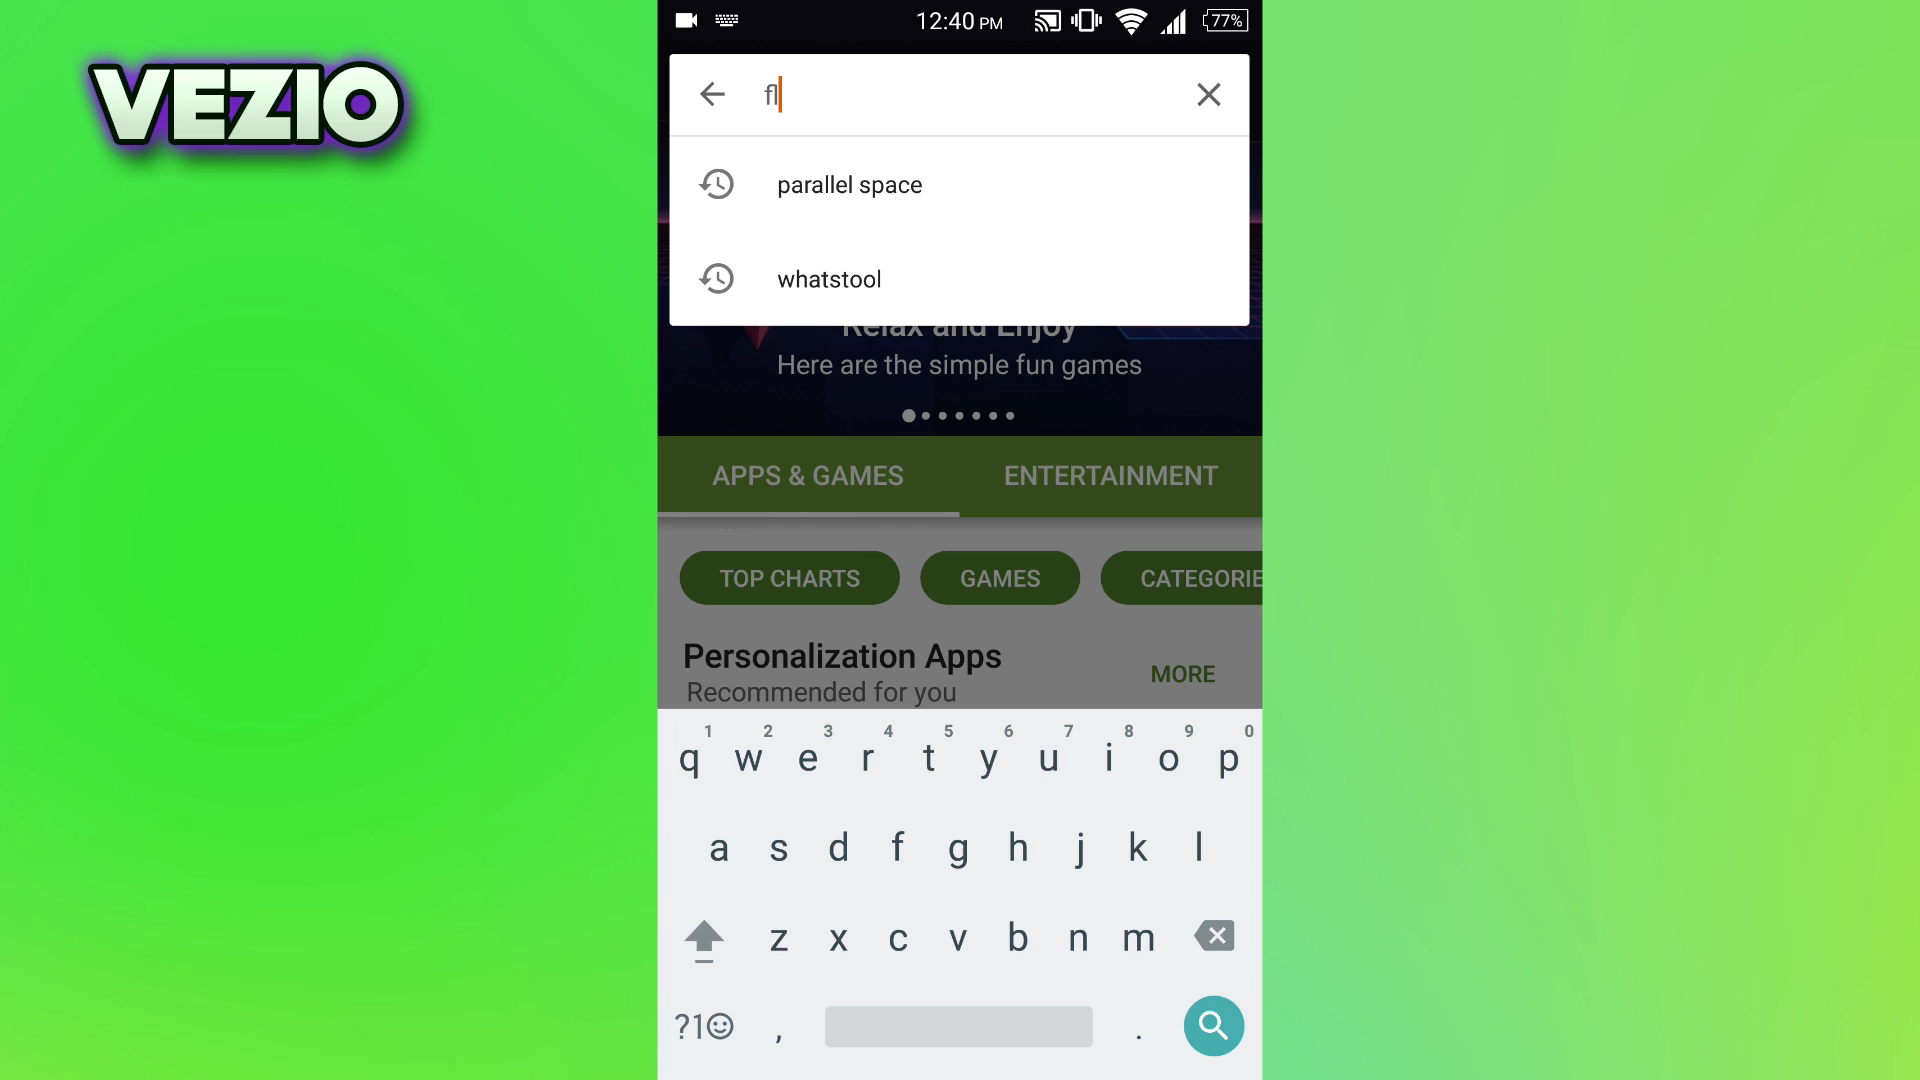 VEZIO
12:40 PM
77%
fl
parallel space
whatstool
Relax and Enjoy
Here are the simple fun games
APPS & GAMES
ENTERTAINMENT
TOP CHARTS
GAMES
CATEGORIE
Personalization Apps
MORE
Recommended for you
1 2 3 4 5 6 7 8 9 0
q w e r t y u i o p
a s d f g h j k l
z x c v b n m
?1☺ , .